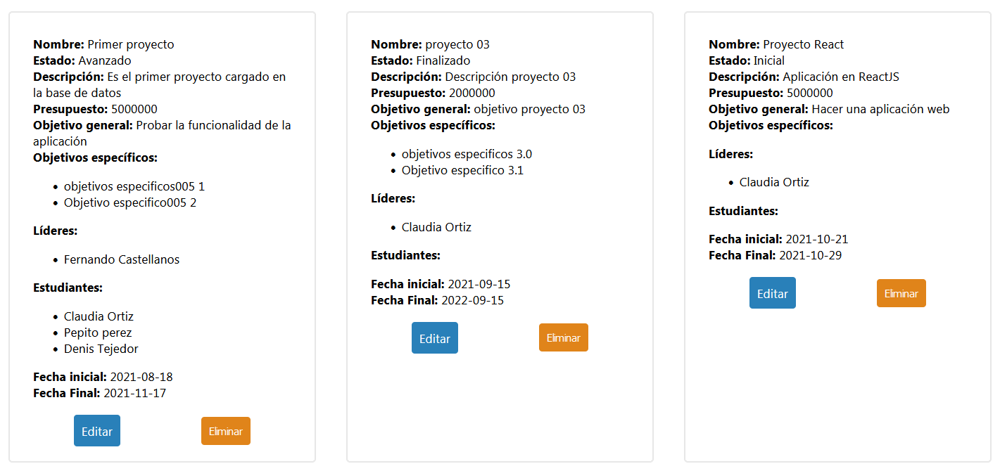 Nombre: Primer proyecto
Estado: Avanzado
Descripción: Es el primer proyecto cargado en
la base de datos
Presupuesto: 5000000
Objetivo general: Probar la funcionalidad de la
aplicación
Objetivos específicos:
• objetivos especificos005 1
• Objetivo especifico005 2
Líderes:
• Fernando Castellanos
Estudiantes:
• Claudia Ortiz
• Pepito perez
• Denis Tejedor
Fecha inicial: 2021-08-18
Fecha Final: 2021-11-17
Editar Eliminar
Nombre: proyecto 03
Estado: Finalizado
Descripción: Descripción proyecto 03
Presupuesto: 2000000
Objetivo general: objetivo proyecto 03
Objetivos específicos:
• objetivos especificos 3.0
• Objetivo especifico 3.1
Líderes:
• Claudia Ortiz
Estudiantes:
Fecha inicial: 2021-09-15
Fecha Final: 2022-09-15
Editar Eliminar
Nombre: Proyecto React
Estado: Inicial
Descripción: Aplicación en ReactJS
Presupuesto: 5000000
Objetivo general: Hacer una aplicación web
Objetivos específicos:
Líderes:
• Claudia Ortiz
Estudiantes:
Fecha inicial: 2021-10-21
Fecha Final: 2021-10-29
Editar Eliminar